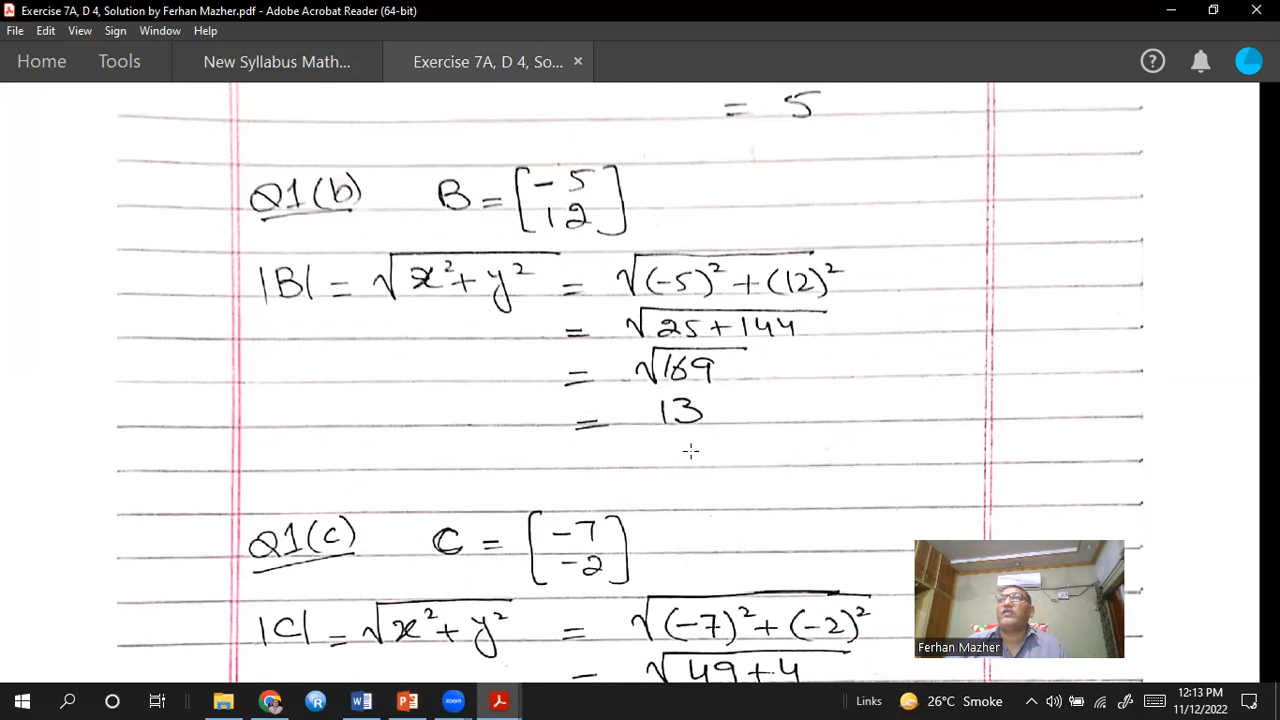 Exercise 7A, D 4, Solution by Ferhan Mazher.pdf - Adobe Acrobat Reader (64-bit)
File Edit View Sign Window Help
Home Tools New Syllabus Math... Exercise 7A, D 4, So... ×
= 5
Q1(b) B = [-5
12]
|B| = √x² + y² = √(-5)² + (12)²
= √25 + 144
= √169
= 13
Q1(c) C = [-7
-2]
|C| = √x² + y² = √(-7)² + (-2)²
= √49 + 4
Ferhan Mazher
Links 26°C Smoke 12:13 PM
11/12/2022